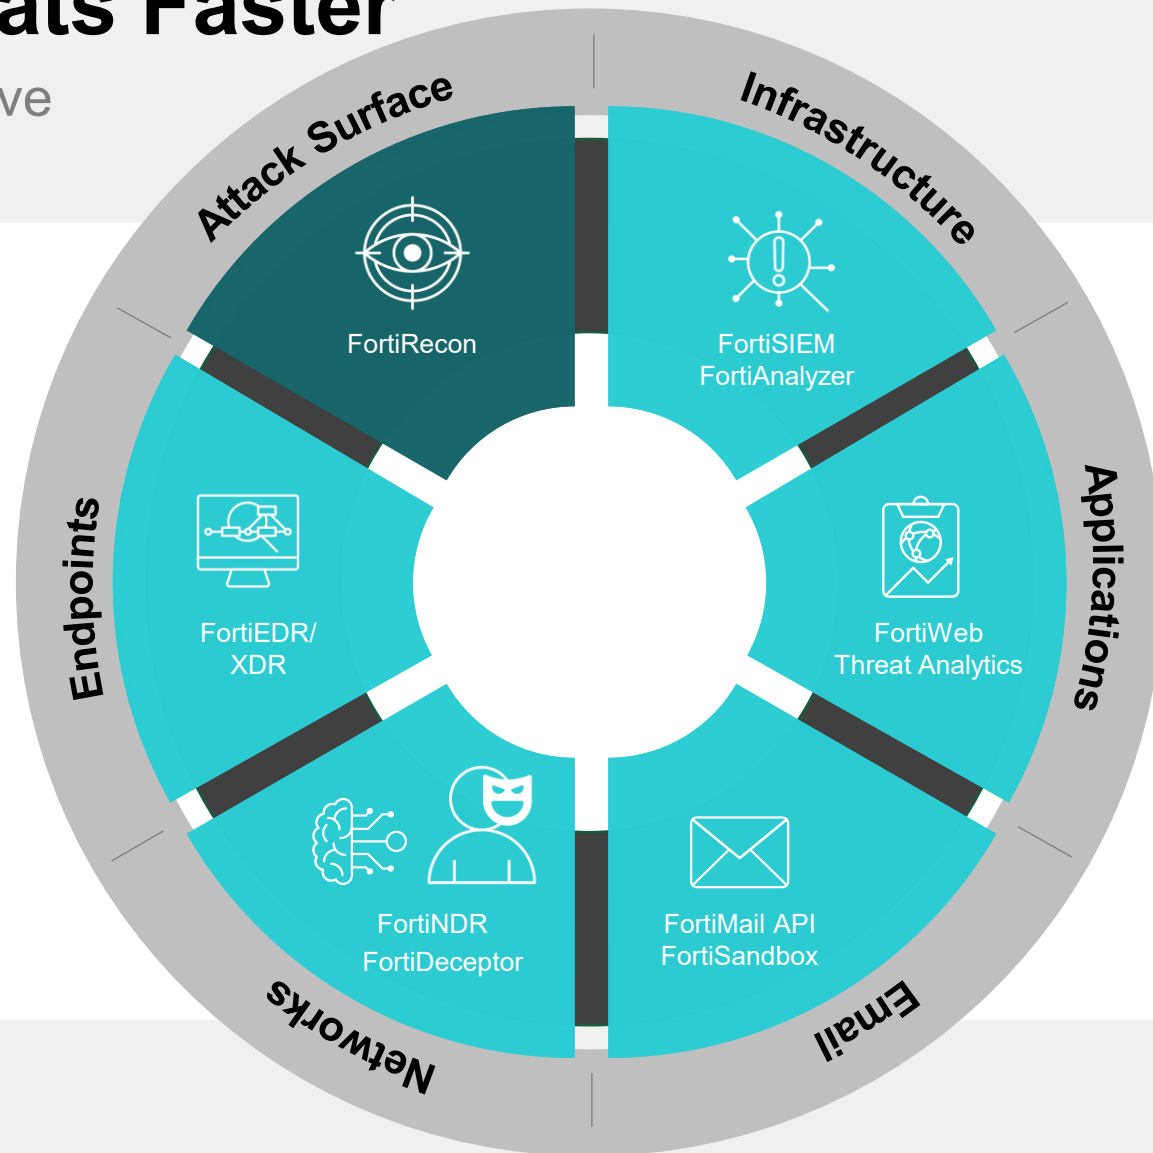 ats Faster
ve
Attack Surface
Infrastructure
FortiRecon
FortiSIEM
FortiAnalyzer
Endpoints
Applications
FortiEDR/
XDR
FortiWeb
Threat Analytics
FortiNDR
FortiDeceptor
FortiMail API
FortiSandbox
Networks
Email